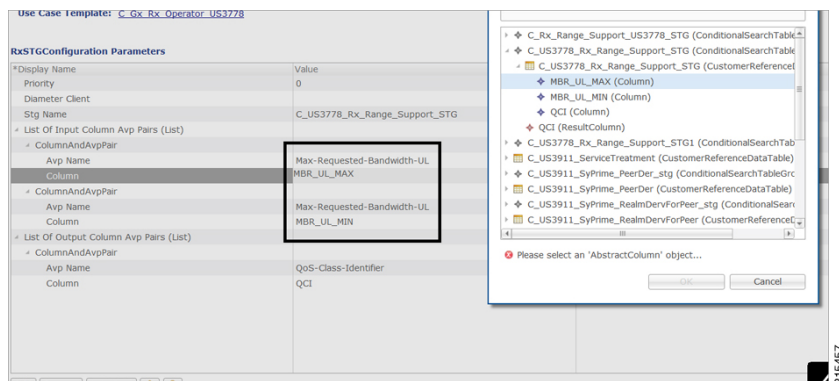 Use Case Template: C_Gx_Rx_Operator_US3778
RxSTGConfiguration Parameters
*Display Name Value
Priority 0
Diameter Client
Stg Name C_US3778_Rx_Range_Support_STG
List Of Input Column Avp Pairs (List)
ColumnAndAvpPair
Avp Name Max-Requested-Bandwidth-UL
Column MBR_UL_MAX
ColumnAndAvpPair
Avp Name Max-Requested-Bandwidth-UL
Column MBR_UL_MIN
List Of Output Column Avp Pairs (List)
ColumnAndAvpPair
Avp Name QoS-Class-Identifier
Column QCI
C_Rx_Range_Support_US3778_STG (ConditionalSearchTable
C_US3778_Rx_Range_Support_STG (ConditionalSearchTable
C_US3778_Rx_Range_Support_STG (CustomerReferenceD
MBR_UL_MAX (Column)
MBR_UL_MIN (Column)
QCI (Column)
QCI (ResultColumn)
C_US3778_Rx_Range_Support_STG1 (ConditionalSearchTab
C_US3911_ServiceTreatment (CustomerReferenceDataTable)
C_US3911_SyPrime_PeerDer_stg (ConditionalSearchTableGrc
C_US3911_SyPrime_PeerDer (CustomerReferenceDataTable)
C_US3911_SyPrime_RealmDervForPeer_stg (ConditionalSearc
C_US3911_SyPrime_RealmDervForPeer (CustomerReferenceD
Please select an 'AbstractColumn' object...
OK Cancel